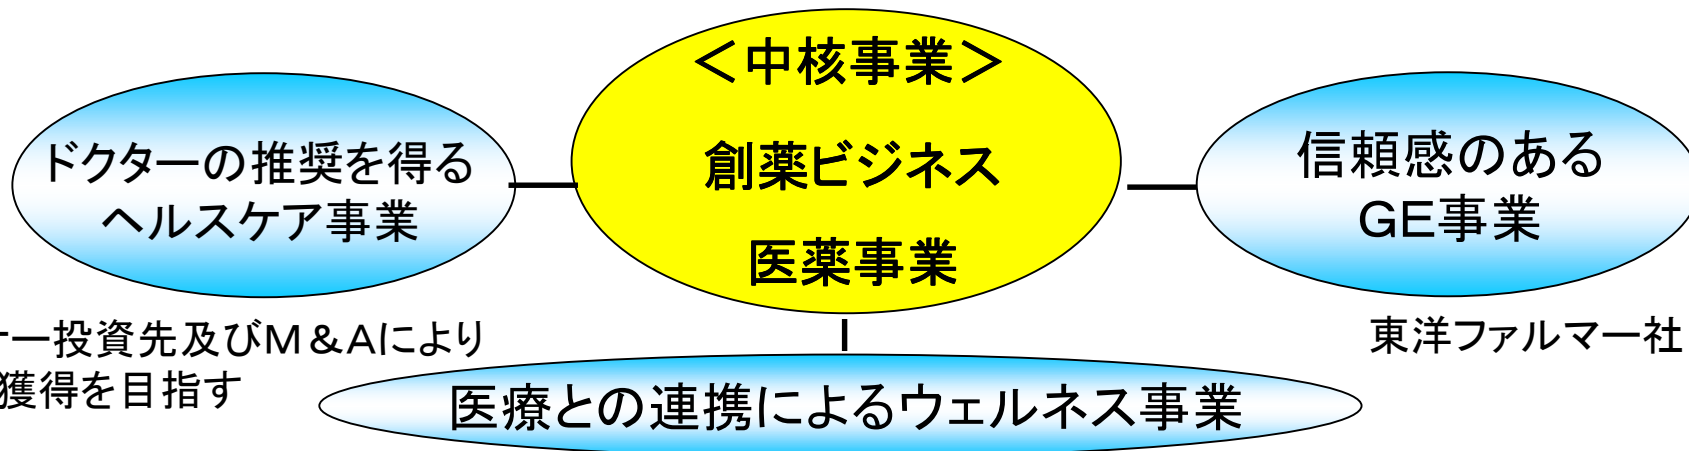 ＜中核事業＞
創薬ビジネス
医薬事業
ドクターの推奨を得る
ヘルスケア事業
信頼感のある
ＧＥ事業
ー投資先及びＭ＆Ａにより
獲得を目指す
東洋ファルマー社
医療との連携によるウェルネス事業